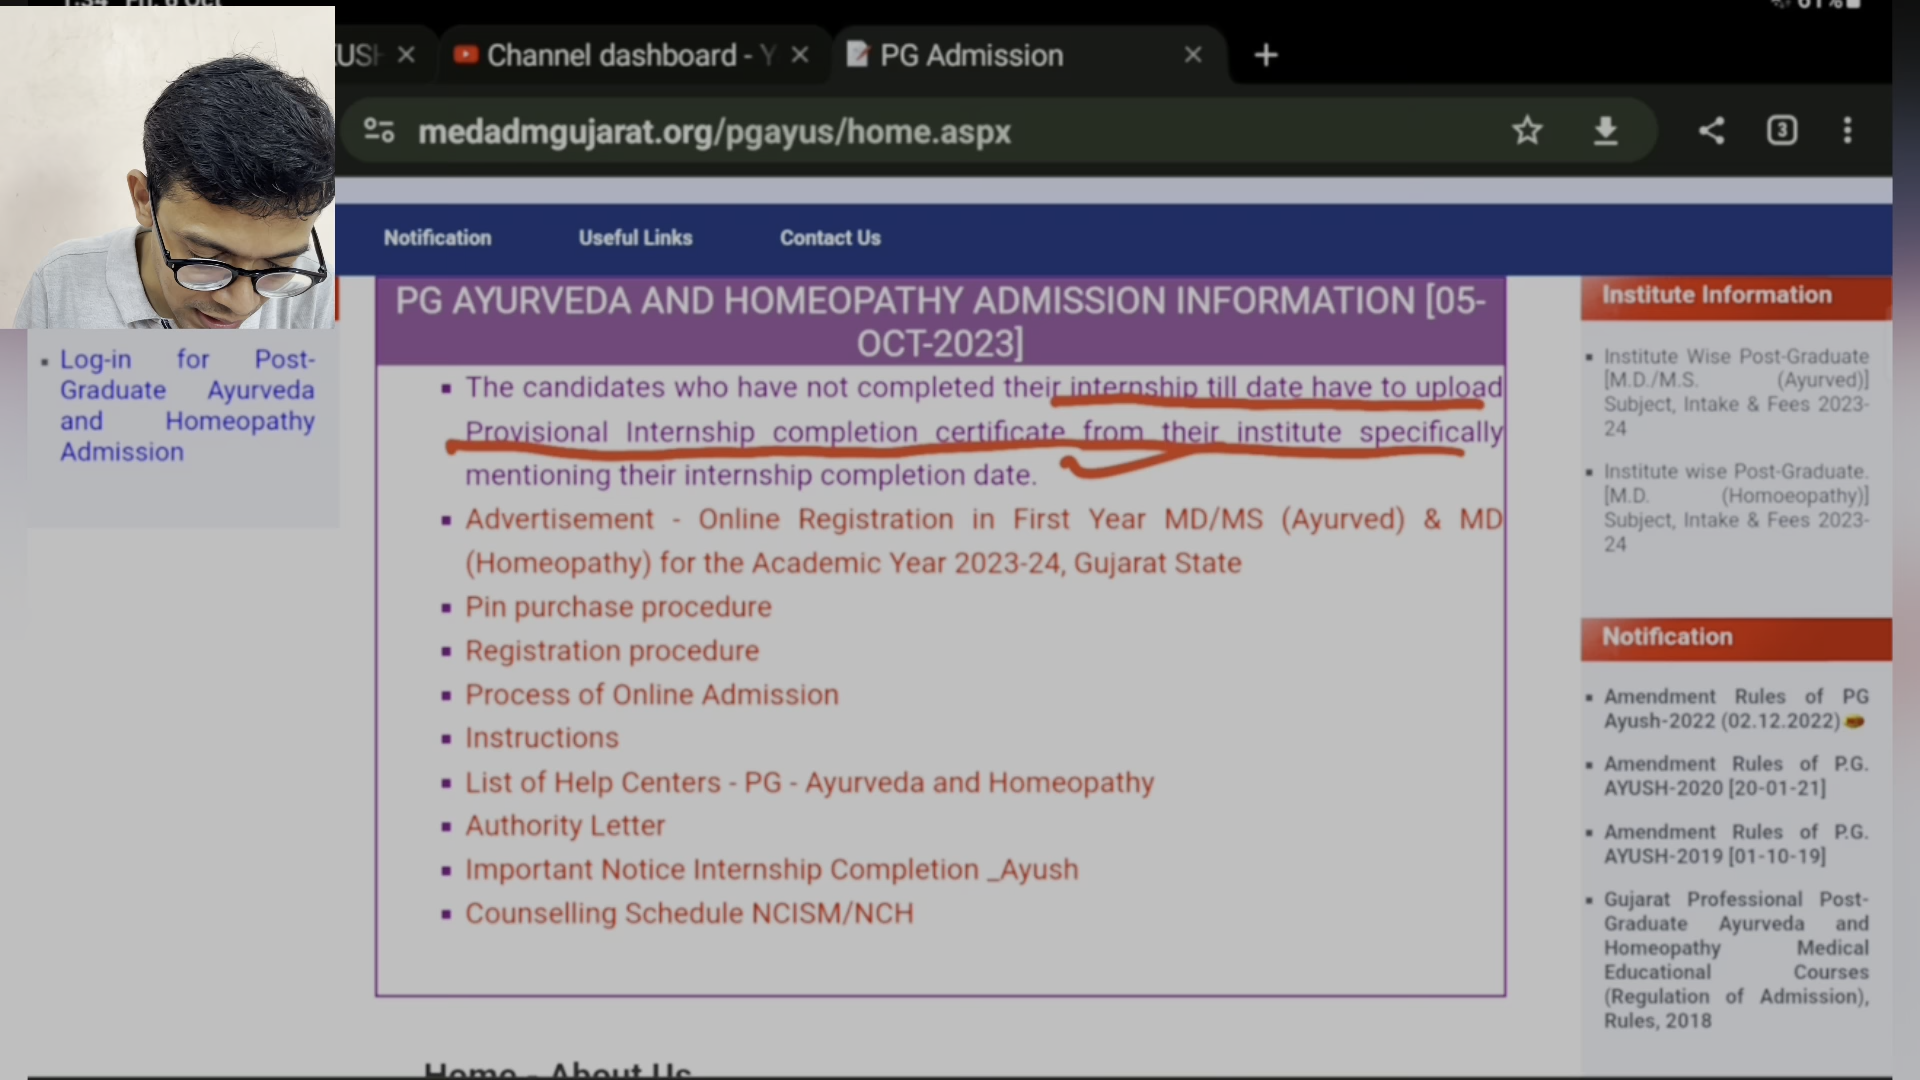 1:34 Fri. 6 Oct
61%
Channel dashboard - Y
PG Admission
medadmgujarat.org/pgayus/home.aspx
3
Notification
Useful Links
Contact Us
Log-in for Post-
Graduate Ayurveda
and Homeopathy
Admission
PG AYURVEDA AND HOMEOPATHY ADMISSION INFORMATION [05-
OCT-2023]
The candidates who have not completed their internship till date have to upload
Provisional Internship completion certificate from their institute specifically
mentioning their internship completion date.
Advertisement - Online Registration in First Year MD/MS (Ayurved) & MD
(Homeopathy) for the Academic Year 2023-24, Gujarat State
Pin purchase procedure
Registration procedure
Process of Online Admission
Instructions
List of Help Centers - PG - Ayurveda and Homeopathy
Authority Letter
Important Notice Internship Completion _Ayush
Counselling Schedule NCISM/NCH
Home - About Us
Institute Information
Institute Wise Post-Graduate
[M.D./M.S. (Ayurved)]
Subject, Intake & Fees 2023-
24
Institute wise Post-Graduate.
[M.D. (Homoeopathy)]
Subject, Intake & Fees 2023-
24
Notification
Amendment Rules of PG
Ayush-2022 (02.12.2022)
Amendment Rules of P.G.
AYUSH-2020 [20-01-21]
Amendment Rules of P.G.
AYUSH-2019 [01-10-19]
Gujarat Professional Post-
Graduate Ayurveda and
Homeopathy Medical
Educational Courses
(Regulation of Admission),
Rules, 2018